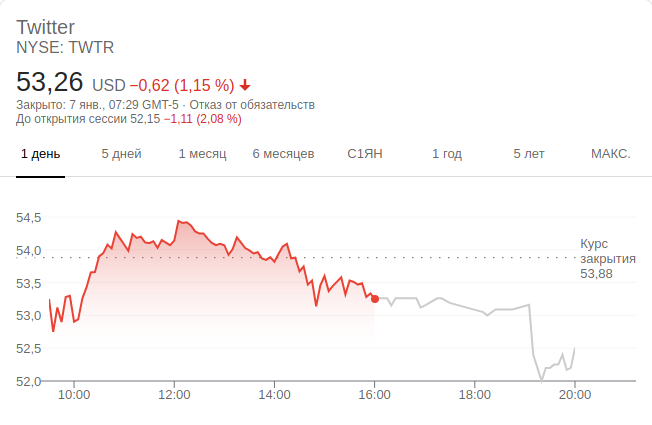 Twitter
NYSE: TWTR
53,26 USD −0,62 (1,15 %)
Закрыто: 7 янв., 07:29 GMT-5 · Отказ от обязательств
До открытия сессии 52,15 −1,11 (2,08 %)
1 день 5 дней 1 месяц 6 месяцев С1ЯН 1 год 5 лет МАКС.
54,5
54,0
53,5
53,0
52,5
52,0
Курс
закрытия
53,88
10:00 12:00 14:00 16:00 18:00 20:00